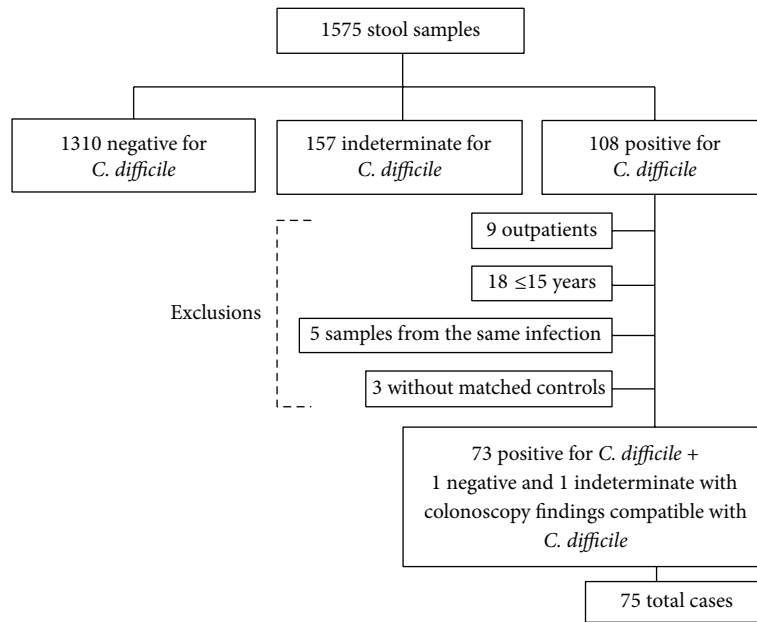 1575 stool samples
1310 negative for
C. difficile
157 indeterminate for
C. difficile
108 positive for
C. difficile
9 outpatients
18 ≤15 years
Exclusions
5 samples from the same infection
3 without matched controls
73 positive for C. difficile +
1 negative and 1 indeterminate with
colonoscopy findings compatible with
C. difficile
75 total cases